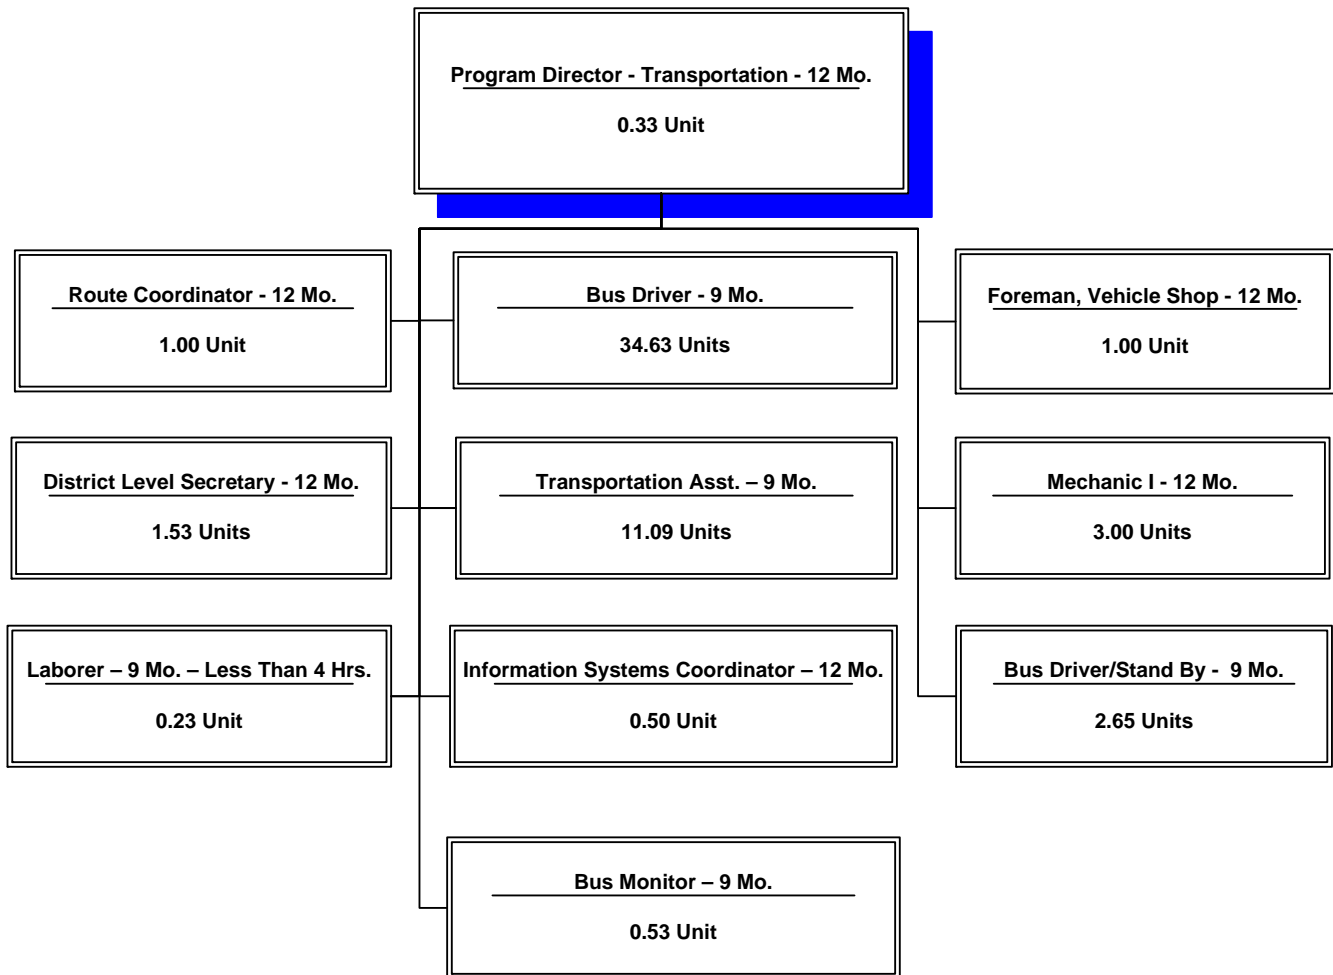 Program Director - Transportation - 12 Mo.
0.33 Unit
Route Coordinator - 12 Mo.
1.00 Unit
Bus Driver - 9 Mo.
34.63 Units
Foreman, Vehicle Shop - 12 Mo.
1.00 Unit
District Level Secretary - 12 Mo.
1.53 Units
Transportation Asst. – 9 Mo.
11.09 Units
Mechanic I - 12 Mo.
3.00 Units
Laborer – 9 Mo. – Less Than 4 Hrs.
0.23 Unit
Information Systems Coordinator – 12 Mo.
0.50 Unit
Bus Driver/Stand By - 9 Mo.
2.65 Units
Bus Monitor – 9 Mo.
0.53 Unit